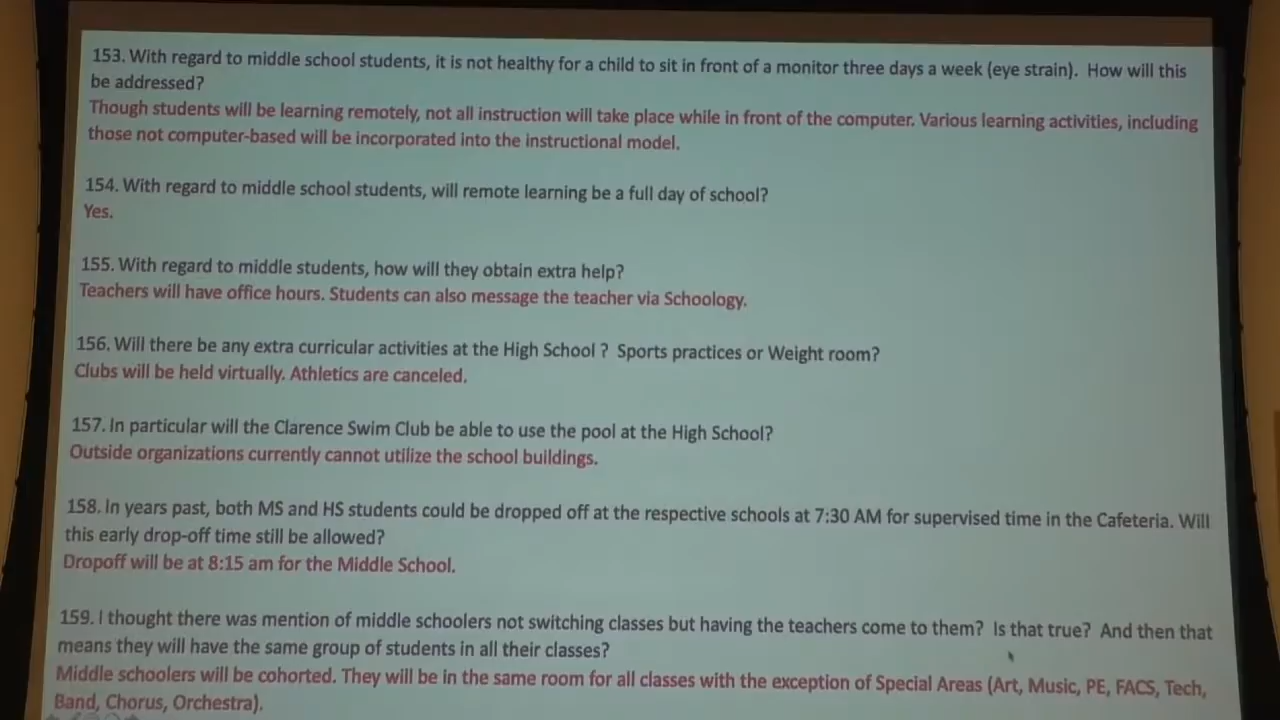 153. With regard to middle school students, it is not healthy for a child to sit in front of a monitor three days a week (eye strain).  How will this
be addressed?
Though students will be learning remotely, not all instruction will take place while in front of the computer. Various learning activities, including
those not computer-based will be incorporated into the instructional model.
154. With regard to middle school students, will remote learning be a full day of school?
Yes.
155. With regard to middle students, how will they obtain extra help?
Teachers will have office hours. Students can also message the teacher via Schoology.
156. Will there be any extra curricular activities at the High School ?  Sports practices or Weight room?
Clubs will be held virtually. Athletics are canceled.
157. In particular will the Clarence Swim Club be able to use the pool at the High School?
Outside organizations currently cannot utilize the school buildings.
158. In years past, both MS and HS students could be dropped off at the respective schools at 7:30 AM for supervised time in the Cafeteria. Will
this early drop-off time still be allowed?
Dropoff will be at 8:15 am for the Middle School.
159. I thought there was mention of middle schoolers not switching classes but having the teachers come to them?  Is that true?  And then that
means they will have the same group of students in all their classes?
Middle schoolers will be cohorted. They will be in the same room for all classes with the exception of Special Areas (Art, Music, PE, FACS, Tech,
Band, Chorus, Orchestra).